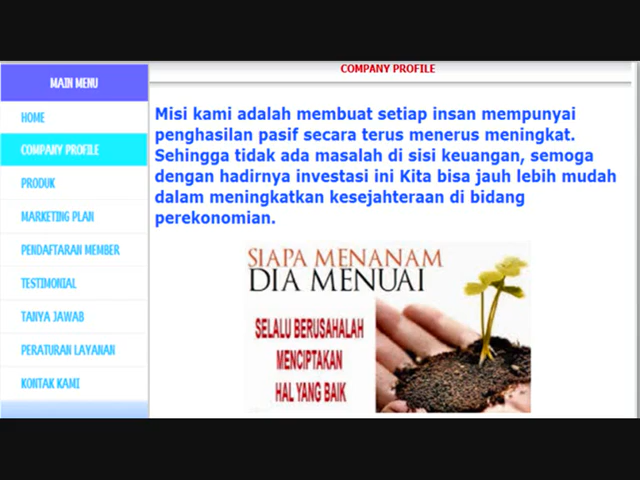 COMPANY PROFILE
MAIN MENU
HOME
COMPANY PROFILE
PRODUK
MARKETING PLAN
PENDAFTARAN MEMBER
TESTIMONIAL
TANYA JAWAB
PERATURAN LAYANAN
KONTAK KAMI
Misi kami adalah membuat setiap insan mempunyai
penghasilan pasif secara terus menerus meningkat.
Sehingga tidak ada masalah di sisi keuangan, semoga
dengan hadirnya investasi ini Kita bisa jauh lebih mudah
dalam meningkatkan kesejahteraan di bidang
perekonomian.
SIAPA MENANAM
DIA MENUAI
SELALU BERUSAHALAH
MENCIPTAKAN
HAL YANG BAIK